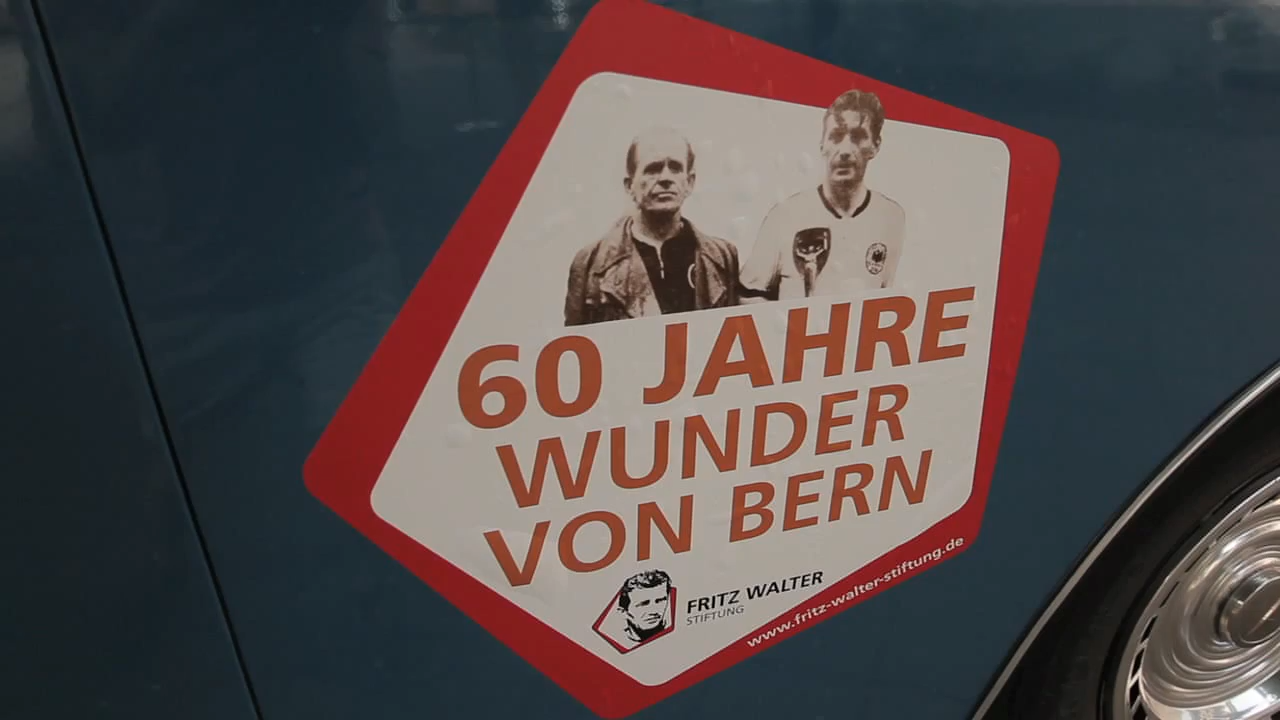 60 JAHRE
WUNDER
VON BERN
FRITZ WALTER
STIFTUNG
www.fritz-walter-stiftung.de